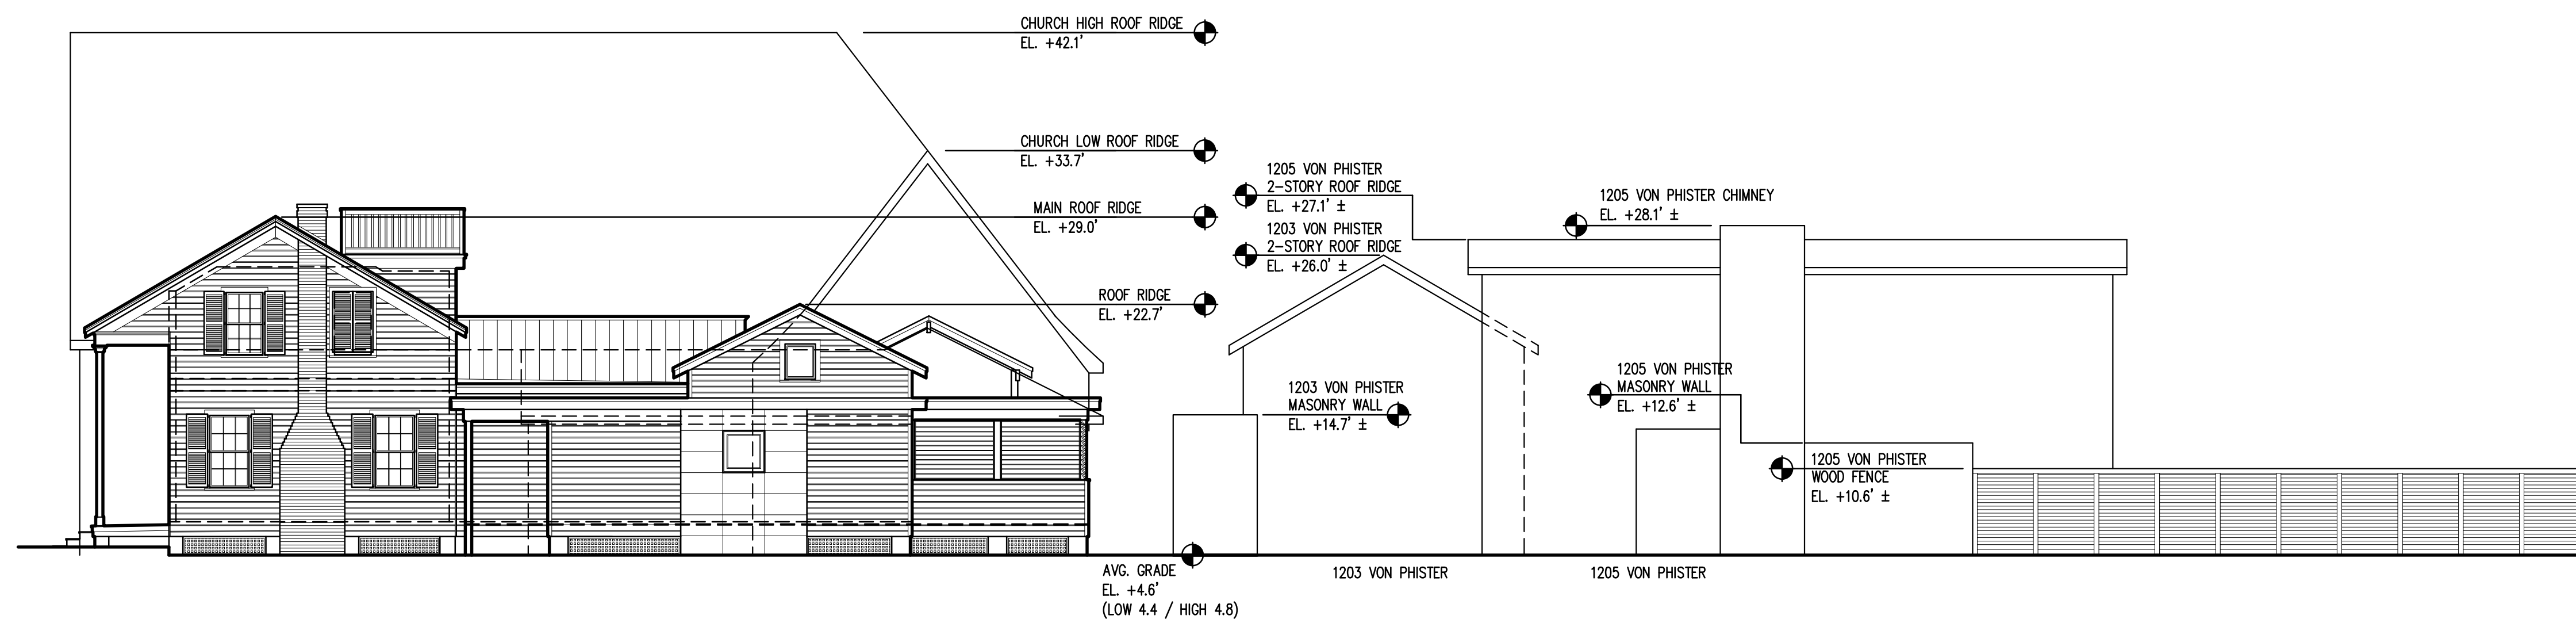 CHURCH HIGH ROOF RIDGE
EL. +42.1'
CHURCH LOW ROOF RIDGE
EL. +33.7'
MAIN ROOF RIDGE
EL. +29.0'
ROOF RIDGE
EL. +22.7'
1205 VON PHISTER
2-STORY ROOF RIDGE
EL. +27.1' ±
1203 VON PHISTER
2-STORY ROOF RIDGE
EL. +26.0' ±
1205 VON PHISTER CHIMNEY
EL. +28.1' ±
1203 VON PHISTER
MASONRY WALL
EL. +14.7' ±
1205 VON PHISTER
MASONRY WALL
EL. +12.6' ±
1205 VON PHISTER
WOOD FENCE
EL. +10.6' ±
AVG. GRADE
EL. +4.6'
(LOW 4.4 / HIGH 4.8)
1203 VON PHISTER
1205 VON PHISTER